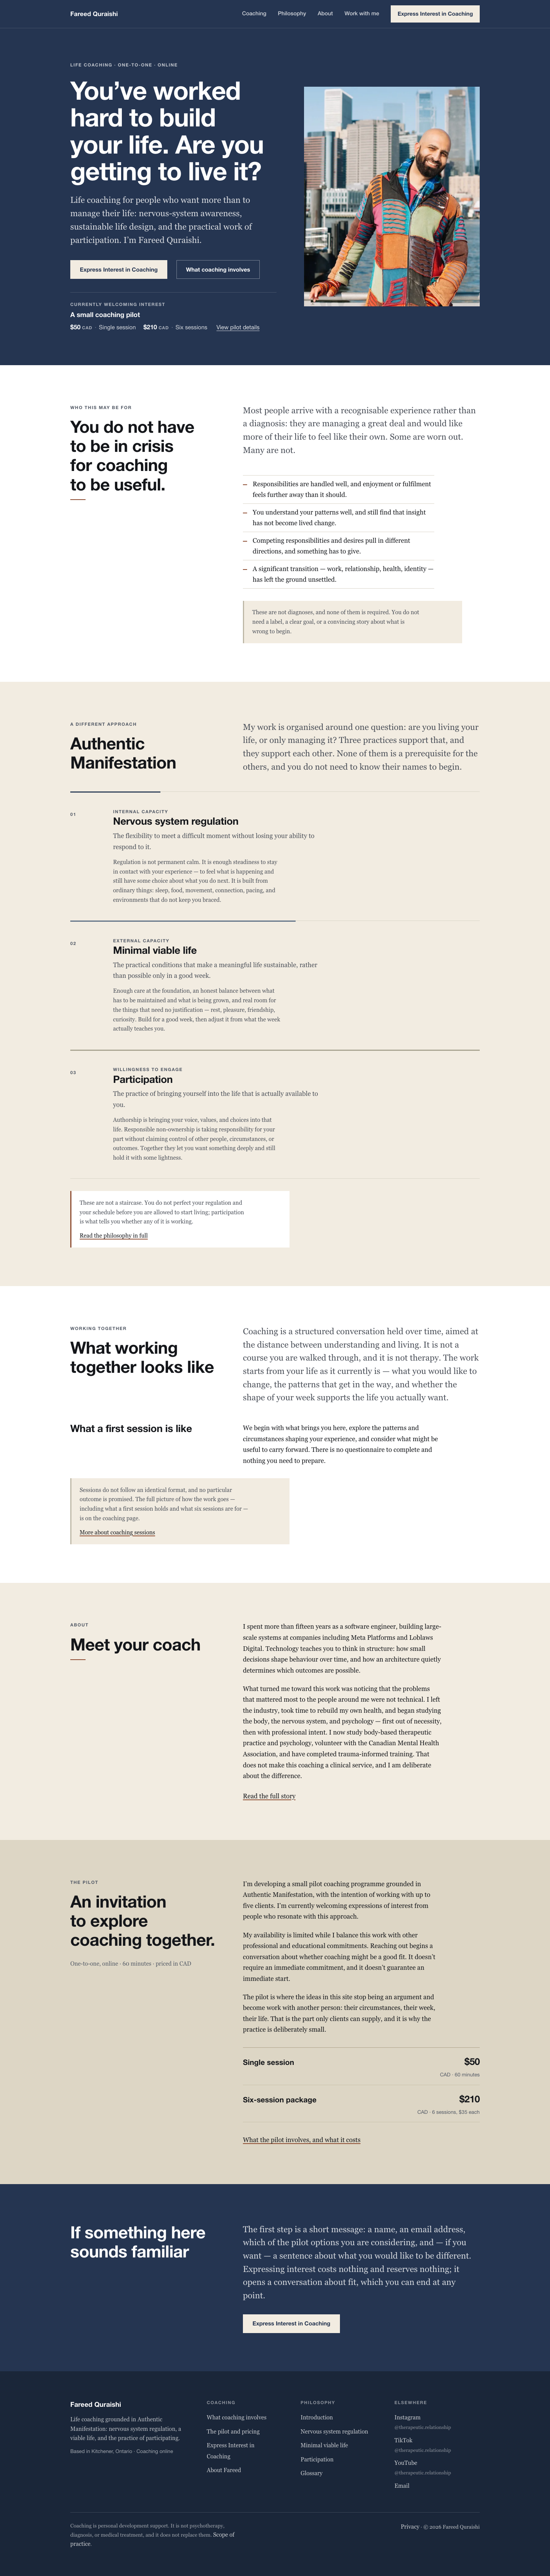 Fareed Quraishi
Coaching
Philosophy
About
Work with me
Express Interest in Coaching
LIFE COACHING · ONE-TO-ONE · ONLINE
You’ve worked
hard to build
your life. Are you
getting to live it?
Life coaching for people who want more than to
manage their life: nervous-system awareness,
sustainable life design, and the practical work of
participation. I’m Fareed Quraishi.
Express Interest in Coaching
What coaching involves
CURRENTLY WELCOMING INTEREST
A small coaching pilot
$50 CAD · Single session $210 CAD · Six sessions View pilot details
WHO THIS MAY BE FOR
You do not have
to be in crisis
for coaching
to be useful.
Most people arrive with a recognisable experience rather than
a diagnosis: they are managing a great deal and would like
more of their life to feel like their own. Some are worn out.
Many are not.
– Responsibilities are handled well, and enjoyment or fulfilment
feels further away than it should.
– You understand your patterns well, and still find that insight
has not become lived change.
– Competing responsibilities and desires pull in different
directions, and something has to give.
– A significant transition — work, relationship, health, identity —
has left the ground unsettled.
These are not diagnoses, and none of them is required. You do not
need a label, a clear goal, or a convincing story about what is
wrong to begin.
A DIFFERENT APPROACH
Authentic
Manifestation
My work is organised around one question: are you living your
life, or only managing it? Three practices support that, and
they support each other. None of them is a prerequisite for the
others, and you do not need to know their names to begin.
01
INTERNAL CAPACITY
Nervous system regulation
The flexibility to meet a difficult moment without losing your ability to
respond to it.
Regulation is not permanent calm. It is enough steadiness to stay
in contact with your experience — to feel what is happening and
still have some choice about what you do next. It is built from
ordinary things: sleep, food, movement, connection, pacing, and
environments that do not keep you braced.
02
EXTERNAL CAPACITY
Minimal viable life
The practical conditions that make a meaningful life sustainable, rather
than possible only in a good week.
Enough care at the foundation, an honest balance between what
has to be maintained and what is being grown, and real room for
the things that need no justification — rest, pleasure, friendship,
curiosity. Build for a good week, then adjust it from what the week
actually teaches you.
03
WILLINGNESS TO ENGAGE
Participation
The practice of bringing yourself into the life that is actually available to
you.
Authorship is bringing your voice, values, and choices into that
life. Responsible non-ownership is taking responsibility for your
part without claiming control of other people, circumstances, or
outcomes. Together they let you want something deeply and still
hold it with some lightness.
These are not a staircase. You do not perfect your regulation and
your schedule before you are allowed to start living; participation
is what tells you whether any of it is working.
Read the philosophy in full
WORKING TOGETHER
What working
together looks like
Coaching is a structured conversation held over time, aimed at
the distance between understanding and living. It is not a
course you are walked through, and it is not therapy. The work
starts from your life as it currently is — what you would like to
change, the patterns that get in the way, and whether the
shape of your week supports the life you actually want.
What a first session is like
We begin with what brings you here, explore the patterns and
circumstances shaping your experience, and consider what might be
useful to carry forward. There is no questionnaire to complete and
nothing you need to prepare.
Sessions do not follow an identical format, and no particular
outcome is promised. The full picture of how the work goes —
including what a first session holds and what six sessions are for —
is on the coaching page.
More about coaching sessions
ABOUT
Meet your coach
I spent more than fifteen years as a software engineer, building large-
scale systems at companies including Meta Platforms and Loblaws
Digital. Technology teaches you to think in structure: how small
decisions shape behaviour over time, and how an architecture quietly
determines which outcomes are possible.
What turned me toward this work was noticing that the problems
that mattered most to the people around me were not technical. I left
the industry, took time to rebuild my own health, and began studying
the body, the nervous system, and psychology — first out of necessity,
then with professional intent. I now study body-based therapeutic
practice and psychology, volunteer with the Canadian Mental Health
Association, and have completed trauma-informed training. That
does not make this coaching a clinical service, and I am deliberate
about the difference.
Read the full story
THE PILOT
An invitation
to explore
coaching together.
One-to-one, online · 60 minutes · priced in CAD
I’m developing a small pilot coaching programme grounded in
Authentic Manifestation, with the intention of working with up to
five clients. I’m currently welcoming expressions of interest from
people who resonate with this approach.
My availability is limited while I balance this work with other
professional and educational commitments. Reaching out begins a
conversation about whether coaching might be a good fit. It doesn’t
require an immediate commitment, and it doesn’t guarantee an
immediate start.
The pilot is where the ideas in this site stop being an argument and
become work with another person: their circumstances, their week,
their life. That is the part only clients can supply, and it is why the
practice is deliberately small.
Single session
$50
CAD · 60 minutes
Six-session package
$210
CAD · 6 sessions, $35 each
What the pilot involves, and what it costs
If something here
sounds familiar
The first step is a short message: a name, an email address,
which of the pilot options you are considering, and — if you
want — a sentence about what you would like to be different.
Expressing interest costs nothing and reserves nothing; it
opens a conversation about fit, which you can end at any
point.
Express Interest in Coaching
Fareed Quraishi
Life coaching grounded in Authentic
Manifestation: nervous system regulation, a
viable life, and the practice of participating.
Based in Kitchener, Ontario · Coaching online
COACHING
What coaching involves
The pilot and pricing
Express Interest in
Coaching
About Fareed
PHILOSOPHY
Introduction
Nervous system regulation
Minimal viable life
Participation
Glossary
ELSEWHERE
Instagram
@therapeutic.relationship
TikTok
@therapeutic.relationship
YouTube
@therapeutic.relationship
Email
Coaching is personal development support. It is not psychotherapy,
diagnosis, or medical treatment, and it does not replace them. Scope of
practice.
Privacy · © 2026 Fareed Quraishi